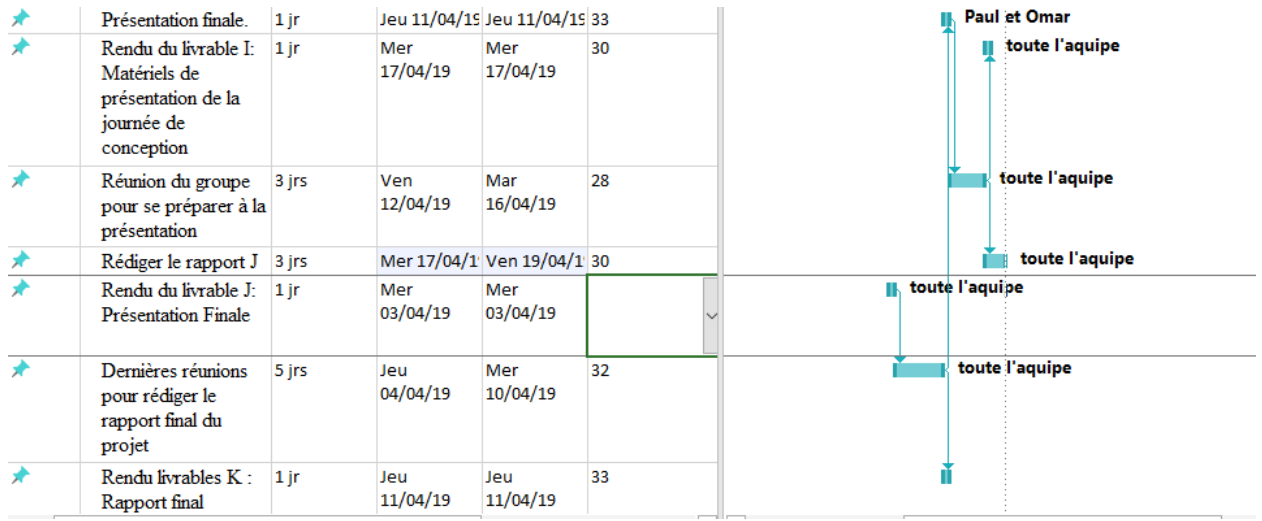 Présentation finale. 1 jr Jeu 11/04/19 Jeu 11/04/19 33 Paul et Omar
Rendu du livrable I: 1 jr Mer Mer 30 toute l'aquipe
Matériels de 17/04/19 17/04/19
présentation de la
journée de
conception
Réunion du groupe 3 jrs Ven Mar 28 toute l'aquipe
pour se préparer à la 12/04/19 16/04/19
présentation
Rédiger le rapport J 3 jrs Mer 17/04/1 Ven 19/04/1 30 toute l'aquipe
Rendu du livrable J: 1 jr Mer Mer toute l'aquipe
Présentation Finale 03/04/19 03/04/19
Dernières réunions 5 jrs Jeu Mer 32 toute l'aquipe
pour rédiger le 04/04/19 10/04/19
rapport final du
projet
Rendu livrables K : 1 jr Jeu Jeu 33
Rapport final 11/04/19 11/04/19